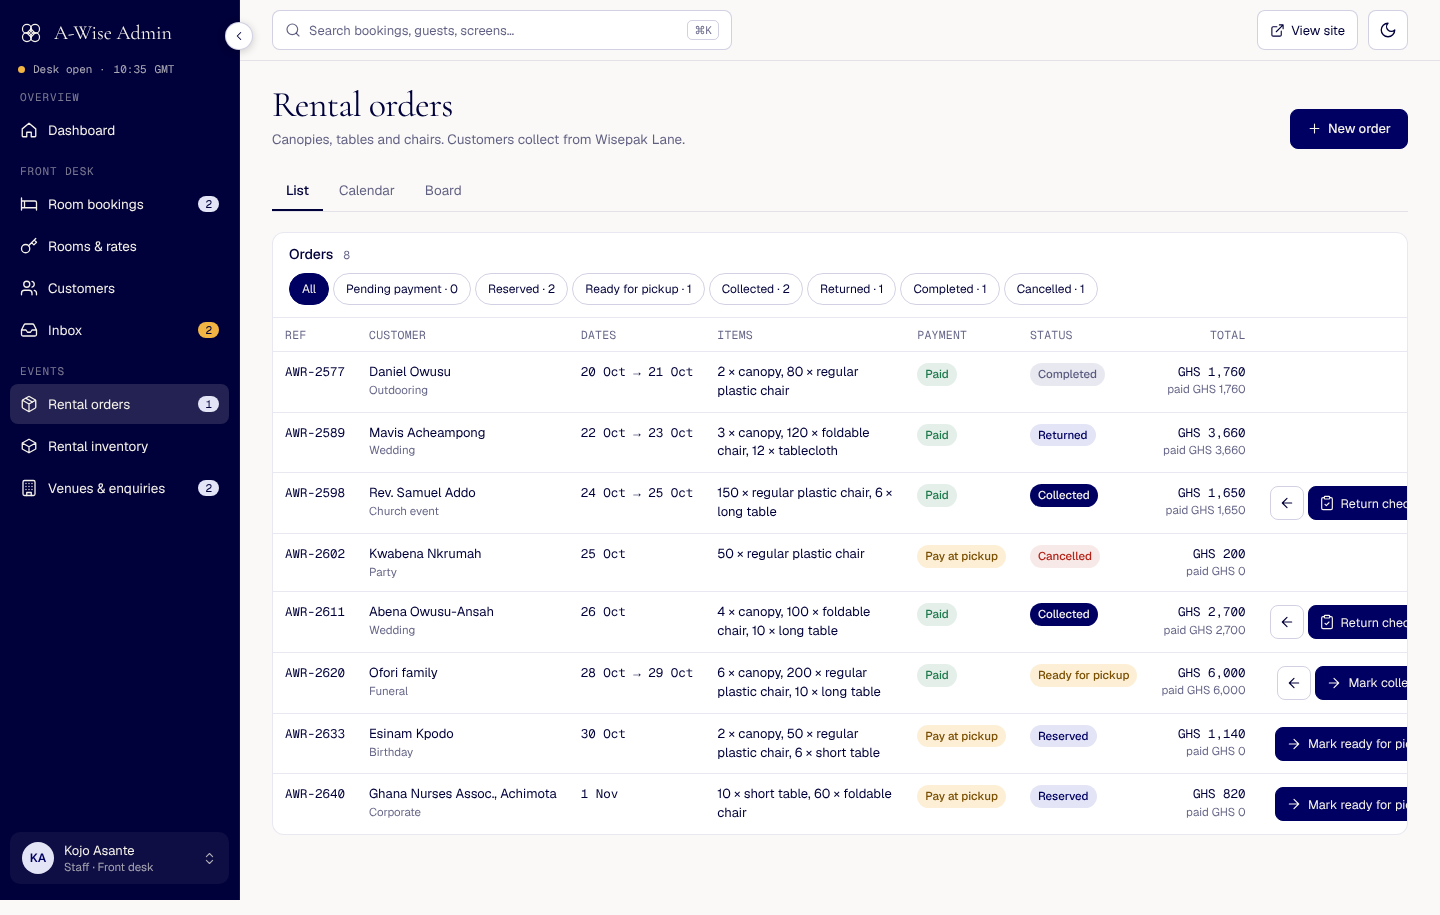 A-Wise Admin
Desk open · 10:35 GMT
OVERVIEW
Dashboard
FRONT DESK
Room bookings 2
Rooms & rates
Customers
Inbox 2
EVENTS
Rental orders 1
Rental inventory
Venues & enquiries 2
KA
Kojo Asante
Staff · Front desk
Search bookings, guests, screens... ⌘K
View site
Rental orders
Canopies, tables and chairs. Customers collect from Wisepak Lane.
New order
List Calendar Board
Orders 8
All Pending payment · 0 Reserved · 2 Ready for pickup · 1 Collected · 2 Returned · 1 Completed · 1 Cancelled · 1
REF CUSTOMER DATES ITEMS PAYMENT STATUS TOTAL
AWR-2577 Daniel Owusu 20 Oct → 21 Oct 2 × canopy, 80 × regular Paid Completed GHS 1,760
Outdooring plastic chair paid GHS 1,760
AWR-2589 Mavis Acheampong 22 Oct → 23 Oct 3 × canopy, 120 × foldable Paid Returned GHS 3,660
Wedding chair, 12 × tablecloth paid GHS 3,660
AWR-2598 Rev. Samuel Addo 24 Oct → 25 Oct 150 × regular plastic chair, 6 × Paid Collected GHS 1,650 ← Return chec
Church event long table paid GHS 1,650
AWR-2602 Kwabena Nkrumah 25 Oct 50 × regular plastic chair Pay at pickup Cancelled GHS 200
Party paid GHS 0
AWR-2611 Abena Owusu-Ansah 26 Oct 4 × canopy, 100 × foldable Paid Collected GHS 2,700 ← Return chec
Wedding chair, 10 × long table paid GHS 2,700
AWR-2620 Ofori family 28 Oct → 29 Oct 6 × canopy, 200 × regular Paid Ready for pickup GHS 6,000 ← → Mark colle
Funeral plastic chair, 10 × long table paid GHS 6,000
AWR-2633 Esinam Kpodo 30 Oct 2 × canopy, 50 × regular Pay at pickup Reserved GHS 1,140 → Mark ready for pi
Birthday plastic chair, 6 × short table paid GHS 0
AWR-2640 Ghana Nurses Assoc., Achimota 1 Nov 10 × short table, 60 × foldable Pay at pickup Reserved GHS 820 → Mark ready for pi
Corporate chair paid GHS 0